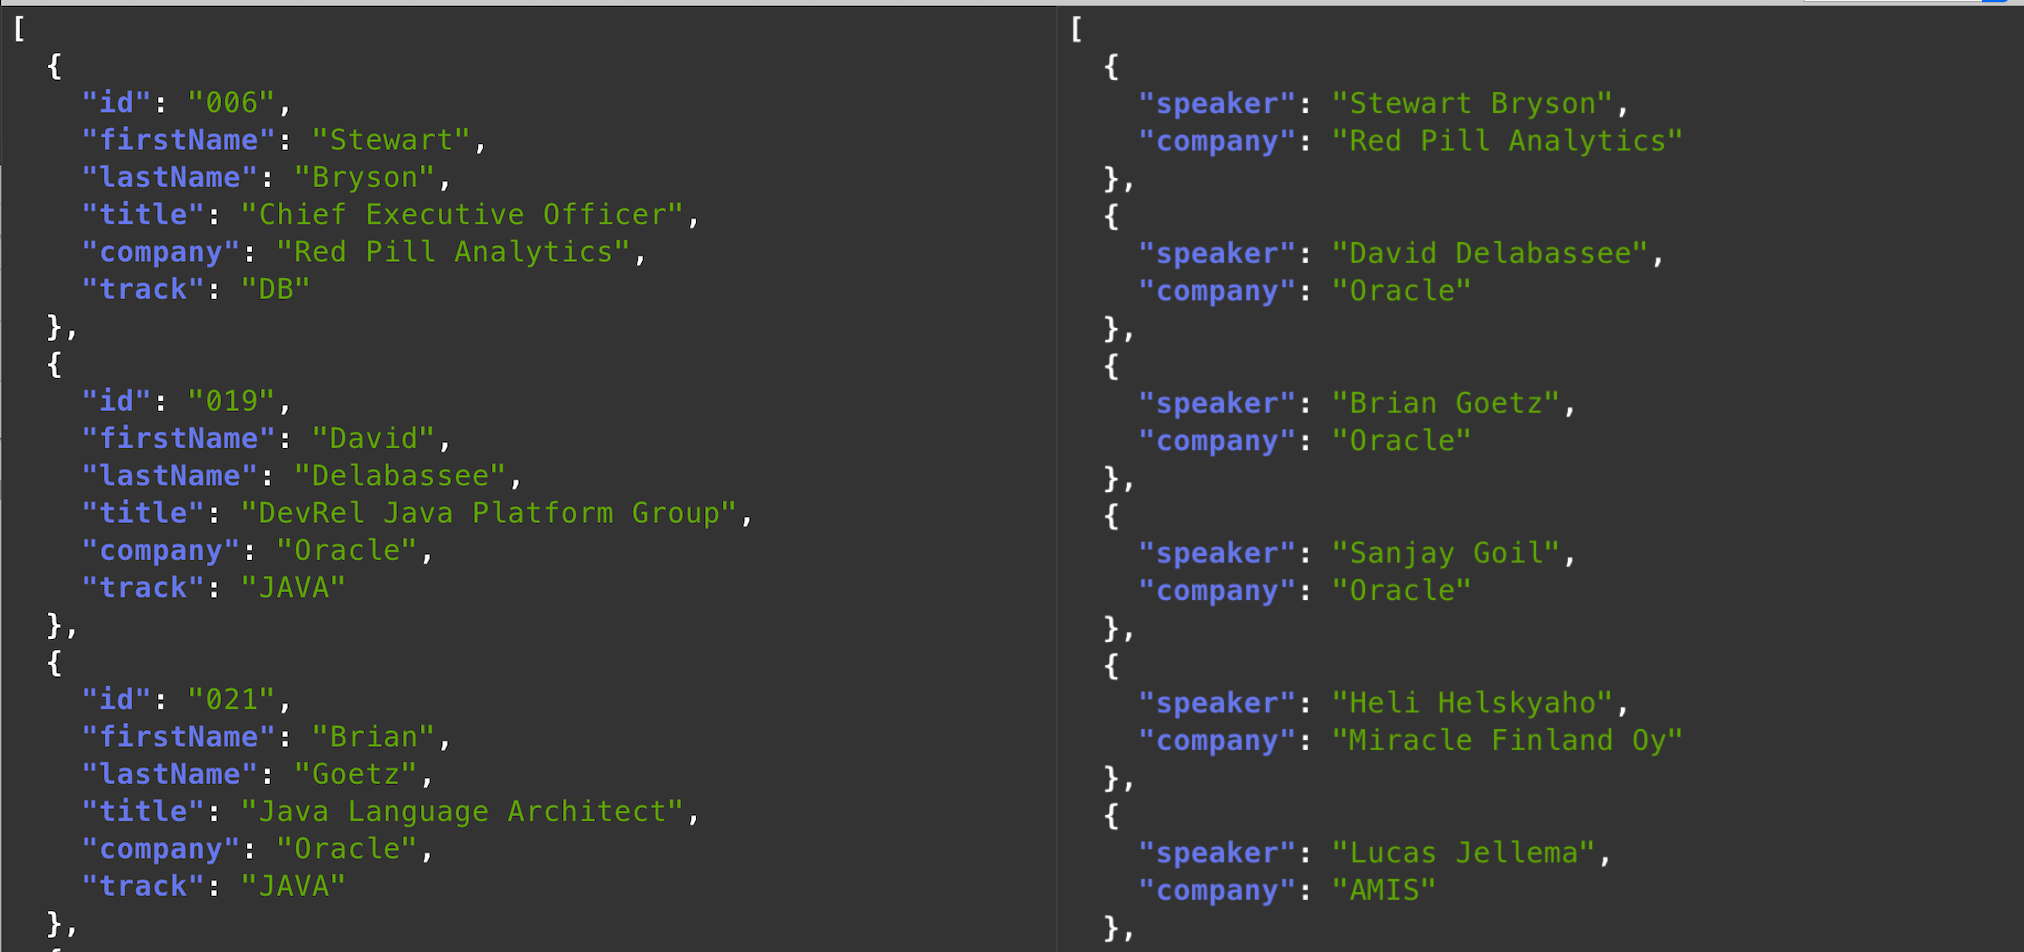 [
  {
    "id": "006",
    "firstName": "Stewart",
    "lastName": "Bryson",
    "title": "Chief Executive Officer",
    "company": "Red Pill Analytics",
    "track": "DB"
  },
  {
    "id": "019",
    "firstName": "David",
    "lastName": "Delabassee",
    "title": "DevRel Java Platform Group",
    "company": "Oracle",
    "track": "JAVA"
  },
  {
    "id": "021",
    "firstName": "Brian",
    "lastName": "Goetz",
    "title": "Java Language Architect",
    "company": "Oracle",
    "track": "JAVA"
  },
[
  {
    "speaker": "Stewart Bryson",
    "company": "Red Pill Analytics"
  },
  {
    "speaker": "David Delabassee",
    "company": "Oracle"
  },
  {
    "speaker": "Brian Goetz",
    "company": "Oracle"
  },
  {
    "speaker": "Sanjay Goil",
    "company": "Oracle"
  },
  {
    "speaker": "Heli Helskyaho",
    "company": "Miracle Finland Oy"
  },
  {
    "speaker": "Lucas Jellema",
    "company": "AMIS"
  },